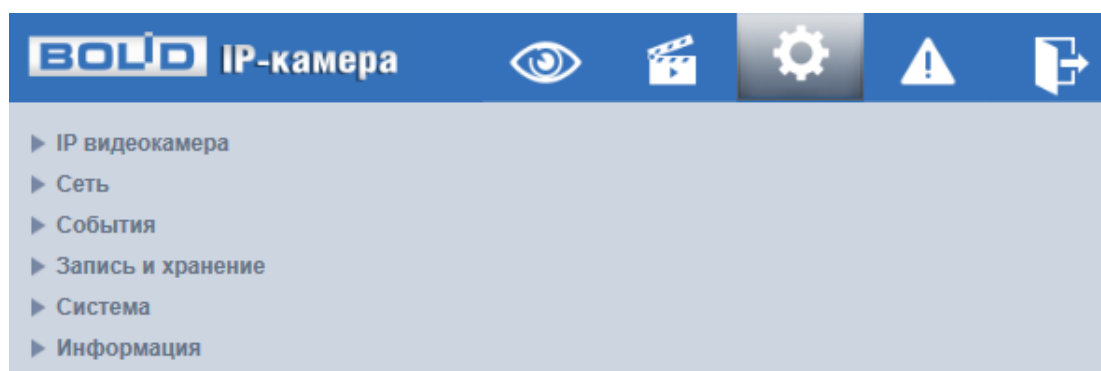 BOLID IP-камера
IP видеокамера
Сеть
События
Запись и хранение
Система
Информация